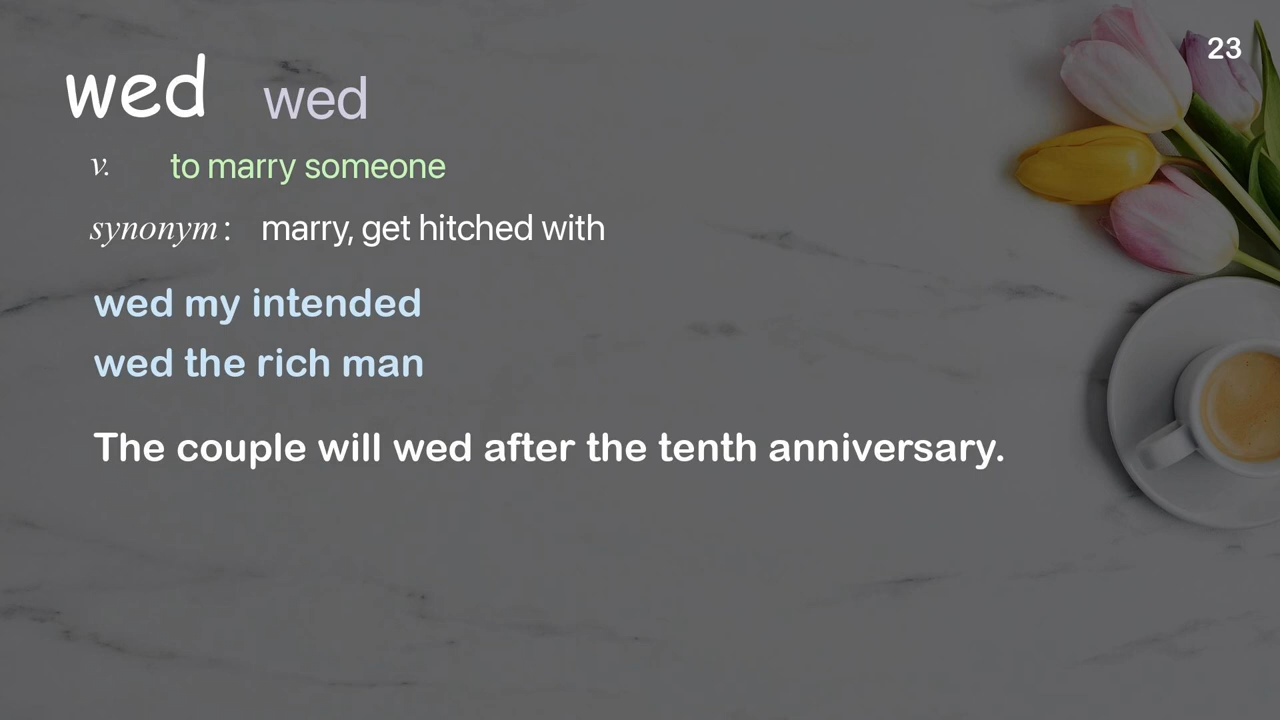 23
wed wed
v. to marry someone
synonym: marry, get hitched with
wed my intended
wed the rich man
The couple will wed after the tenth anniversary.